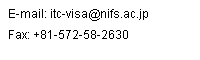 E-mail: itc-visa@nifs.ac.jp
Fax: +81-572-58-2630